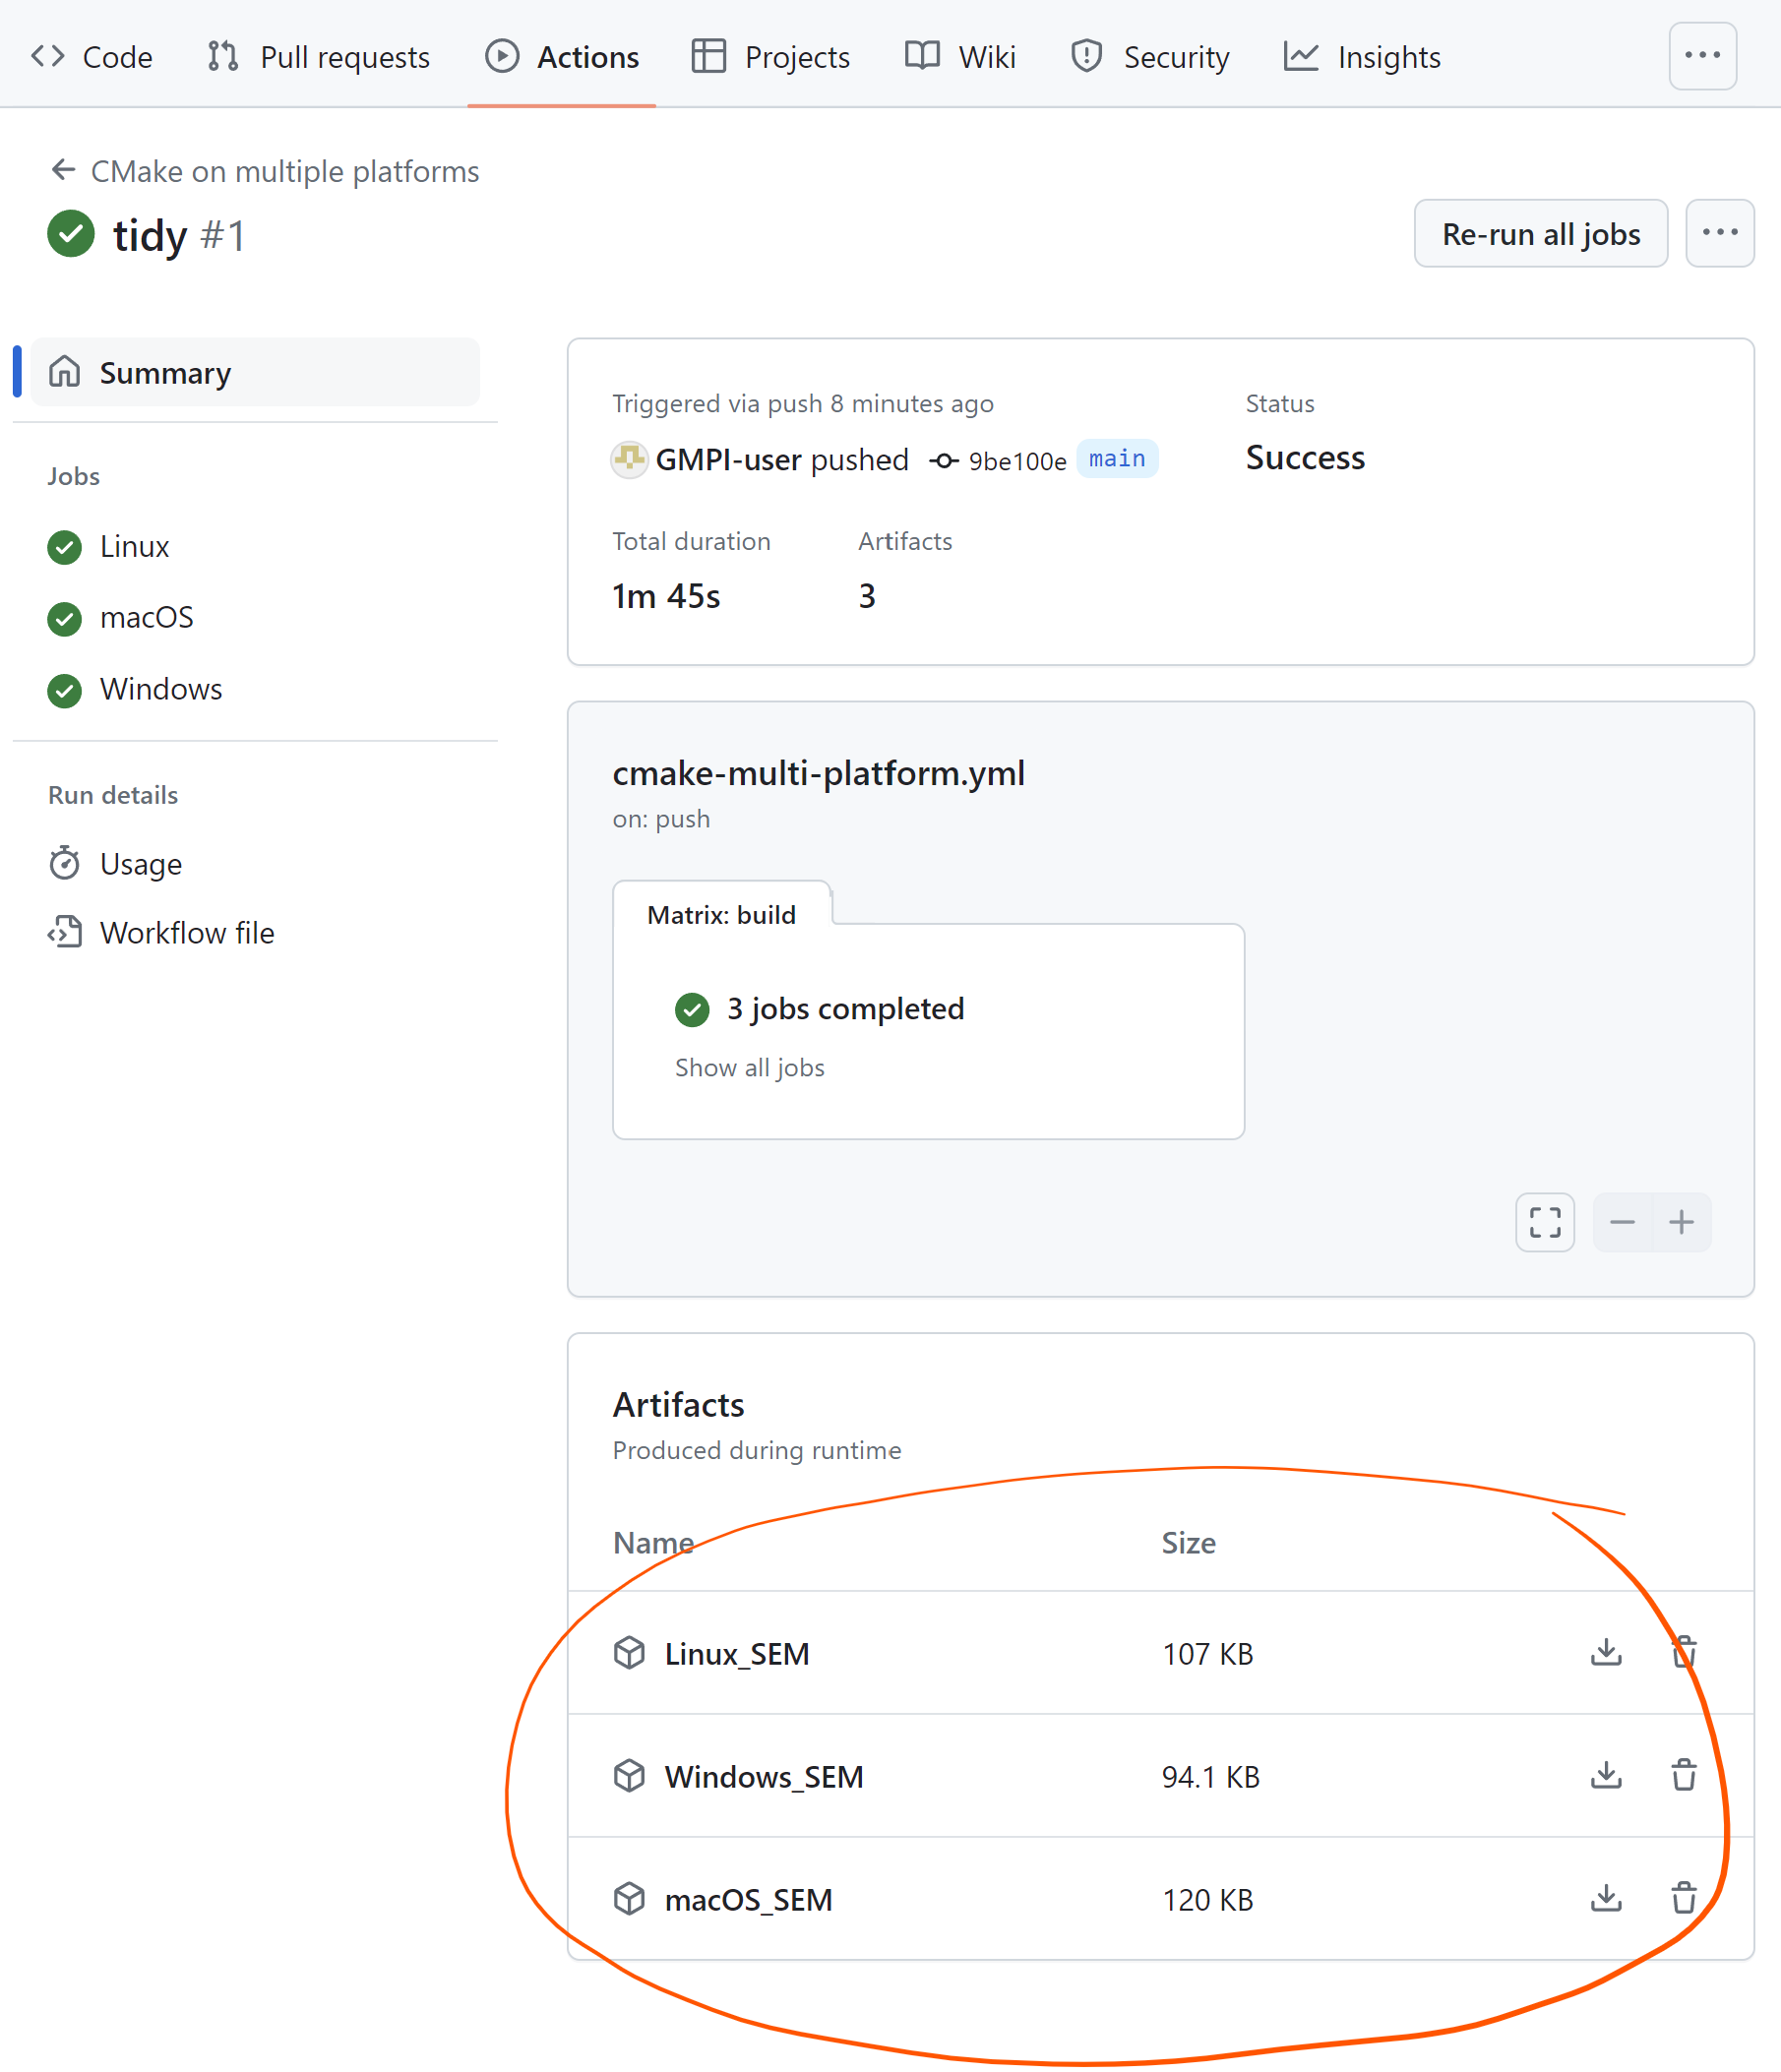 Code Pull requests Actions Projects Wiki Security Insights
CMake on multiple platforms
tidy #1
Re-run all jobs
Summary
Jobs
Linux
macOS
Windows
Run details
Usage
Workflow file
Triggered via push 8 minutes ago
GMPI-user pushed 9be100e main
Status
Success
Total duration
1m 45s
Artifacts
3
cmake-multi-platform.yml
on: push
Matrix: build
3 jobs completed
Show all jobs
Artifacts
Produced during runtime
Name Size
Linux_SEM 107 KB
Windows_SEM 94.1 KB
macOS_SEM 120 KB